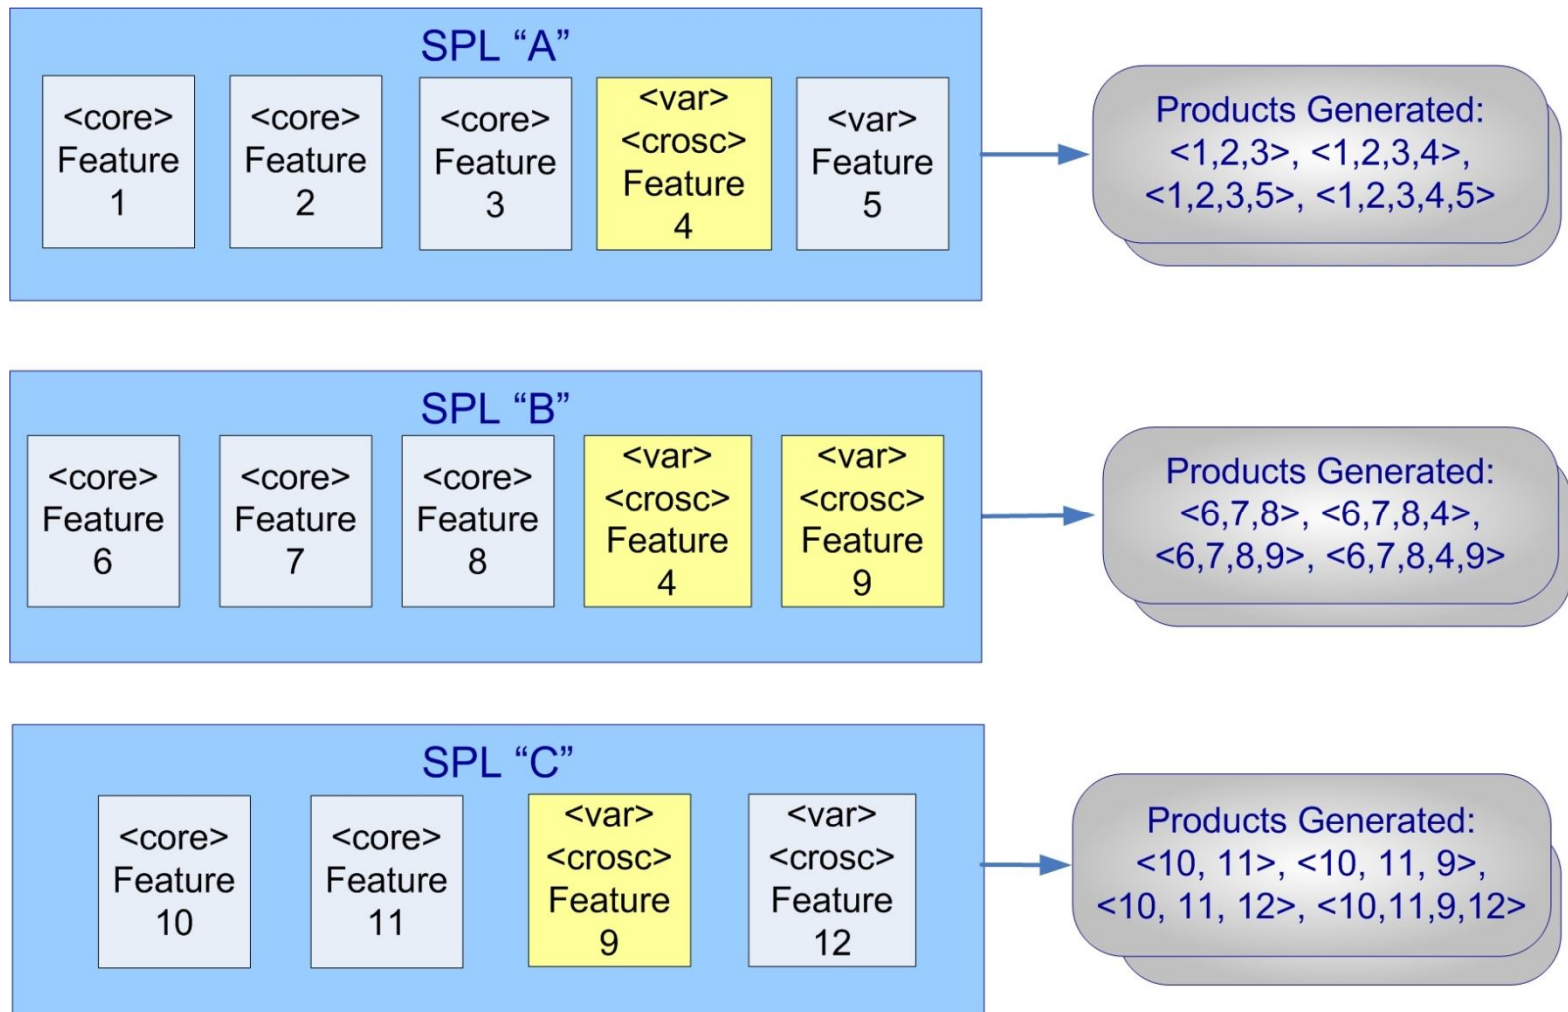 SPL “A”
<core>
Feature
1
<core>
Feature
2
<core>
Feature
3
<var>
<crosc>
Feature
4
<var>
Feature
5
Products Generated:
<1,2,3>, <1,2,3,4>,
<1,2,3,5>, <1,2,3,4,5>
SPL “B”
<core>
Feature
6
<core>
Feature
7
<core>
Feature
8
<var>
<crosc>
Feature
4
<var>
<crosc>
Feature
9
Products Generated:
<6,7,8>, <6,7,8,4>,
<6,7,8,9>, <6,7,8,4,9>
SPL “C”
<core>
Feature
10
<core>
Feature
11
<var>
<crosc>
Feature
9
<var>
<crosc>
Feature
12
Products Generated:
<10, 11>, <10, 11, 9>,
<10, 11, 12>, <10,11,9,12>